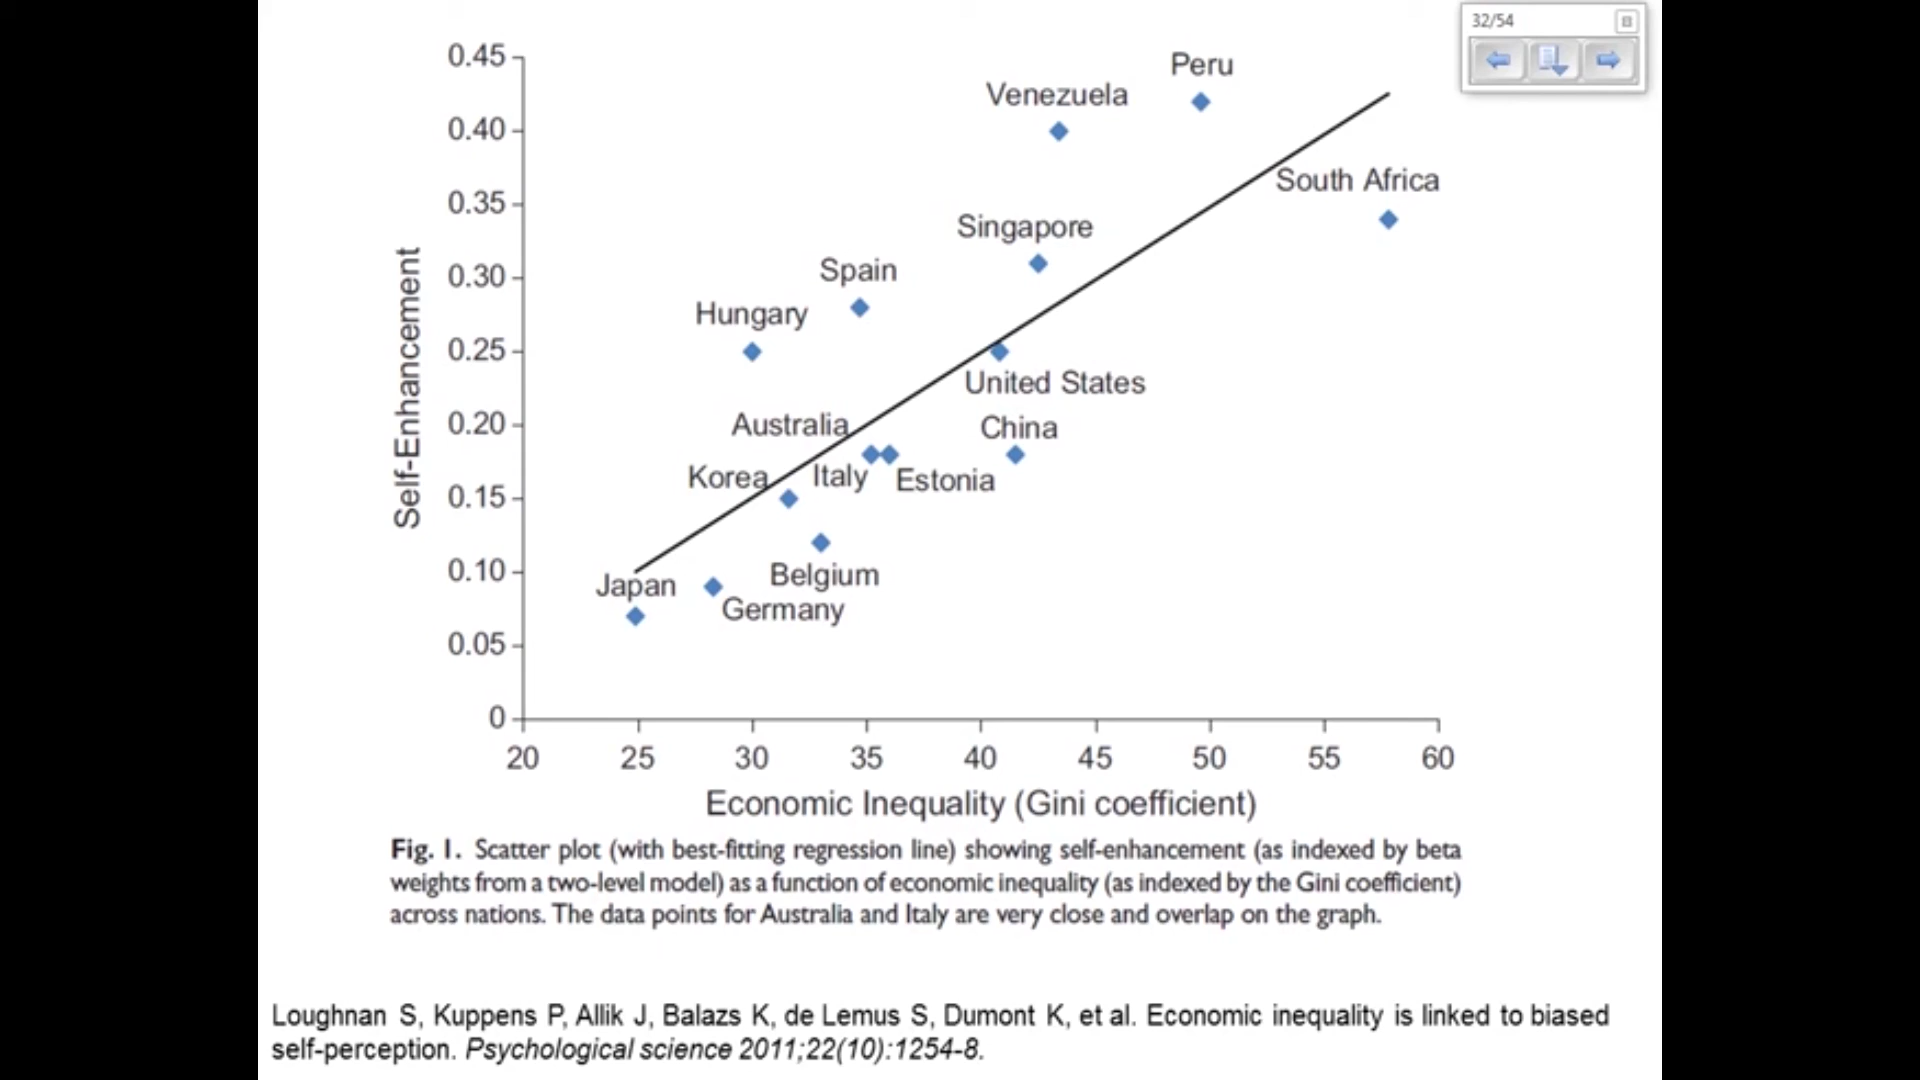 32/54
0.45
0.40
0.35
0.30
0.25
0.20
0.15
0.10
0.05
0
Self-Enhancement
Peru
Venezuela
South Africa
Singapore
Spain
Hungary
United States
Australia
China
Korea
Italy
Estonia
Belgium
Japan
Germany
20 25 30 35 40 45 50 55 60
Economic Inequality (Gini coefficient)
Fig. 1. Scatter plot (with best-fitting regression line) showing self-enhancement (as indexed by beta
weights from a two-level model) as a function of economic inequality (as indexed by the Gini coefficient)
across nations. The data points for Australia and Italy are very close and overlap on the graph.
Loughnan S, Kuppens P, Allik J, Balazs K, de Lemus S, Dumont K, et al. Economic inequality is linked to biased
self-perception. Psychological science 2011;22(10):1254-8.